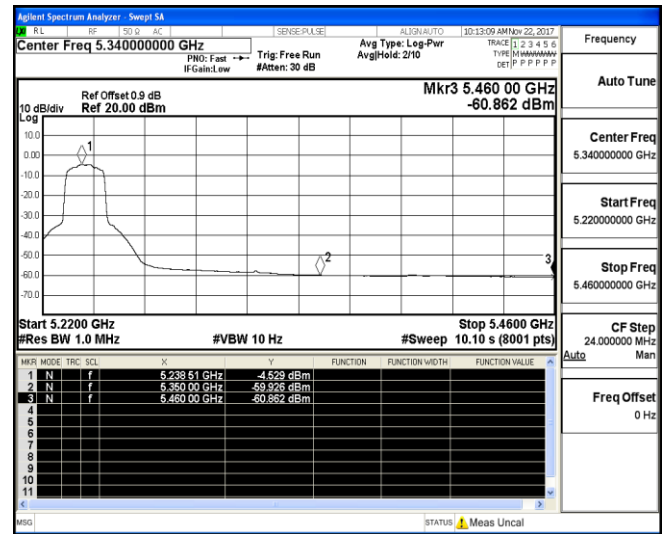 Agilent Spectrum Analyzer - Swept SA
RL RF 50 Ω AC SENSE:PULSE ALIGNAUTO 10:13:09 AM Nov 22, 2017
Center Freq 5.340000000 GHz
PNO: Fast
IFGain:Low
Trig: Free Run
#Atten: 30 dB
Avg Type: Log-Pwr
Avg|Hold: 2/10
TRACE 1 2 3 4 5 6
TYPE
DET P P P P P P
Frequency
Mkr3 5.460 00 GHz
-60.862 dBm
Ref Offset 0.9 dB
10 dB/div Ref 20.00 dBm
Log
10.0
0.00
-10.0
-20.0
-30.0
-40.0
-50.0
-60.0
-70.0
1
2
3
Start 5.2200 GHz
Stop 5.4600 GHz
#Res BW 1.0 MHz
#VBW 10 Hz
#Sweep 10.10 s (8001 pts)
MKR MODE TRC SCL X Y FUNCTION FUNCTION WIDTH FUNCTION VALUE
1 N f 5.238 51 GHz -4.529 dBm
2 N f 5.350 00 GHz -59.926 dBm
3 N f 5.460 00 GHz -60.862 dBm
4
5
6
7
8
9
10
11
MSG
STATUS Meas Uncal
Auto Tune
Center Freq
5.340000000 GHz
Start Freq
5.220000000 GHz
Stop Freq
5.460000000 GHz
CF Step
24.000000 MHz
Auto Man
Freq Offset
0 Hz